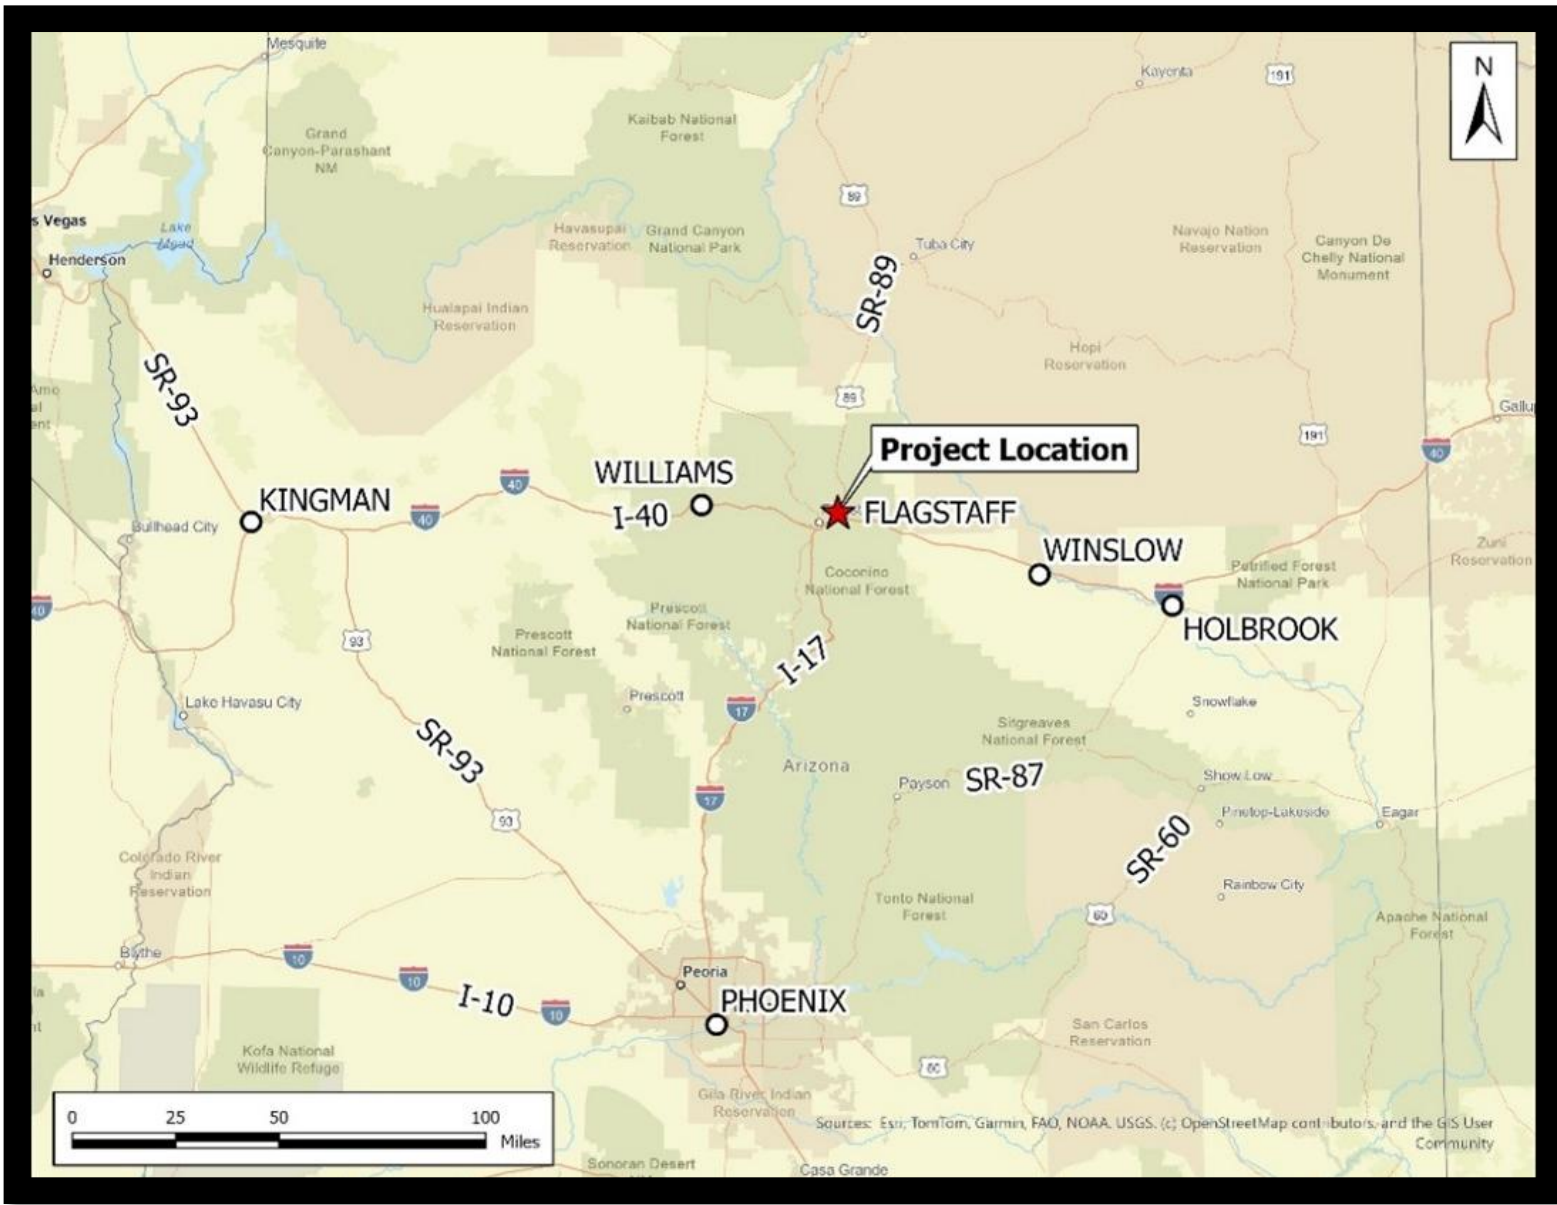 Mesquite
N
Kayenta
191
Kaibab National
Forest
Grand
Canyon-Parashant
NM
89
s Vegas
Lake
Mead
Havasupai
Reservation
Grand Canyon
National Park
Navajo Nation
Reservation
Canyon De
Chelly National
Monument
Tuba City
Henderson
SR-89
Hualapai Indian
Reservation
Hopi
Reservation
SR-93
89
Gallu
191
40
Project Location
WILLIAMS
40
KINGMAN
40
I-40
FLAGSTAFF
Bullhead City
WINSLOW
Zuni
Reservation
Coconino
National Forest
Petrified Forest
National Park
40
Prescott
National Forest
HOLBROOK
93
Prescott
National Forest
I-17
Lake Havasu City
Prescott
17
Snowflake
Sitgreaves
National Forest
SR-93
Arizona
Payson
SR-87
Show Low
17
93
Pinetop-Lakeside
Eagar
SR-60
Colorado River
Indian
Reservation
Rainbow City
Tonto National
Forest
60
Apache National
Forest
Blythe
10
10
Peoria
I-10
10
PHOENIX
San Carlos
Reservation
Kofa National
Wildlife Refuge
60
Gila River Indian
Reservation
0 25 50 100
Miles
Sources: Esri, TomTom, Garmin, FAO, NOAA, USGS, (c) OpenStreetMap contributors, and the GIS User
Community
Sonoran Desert
Casa Grande